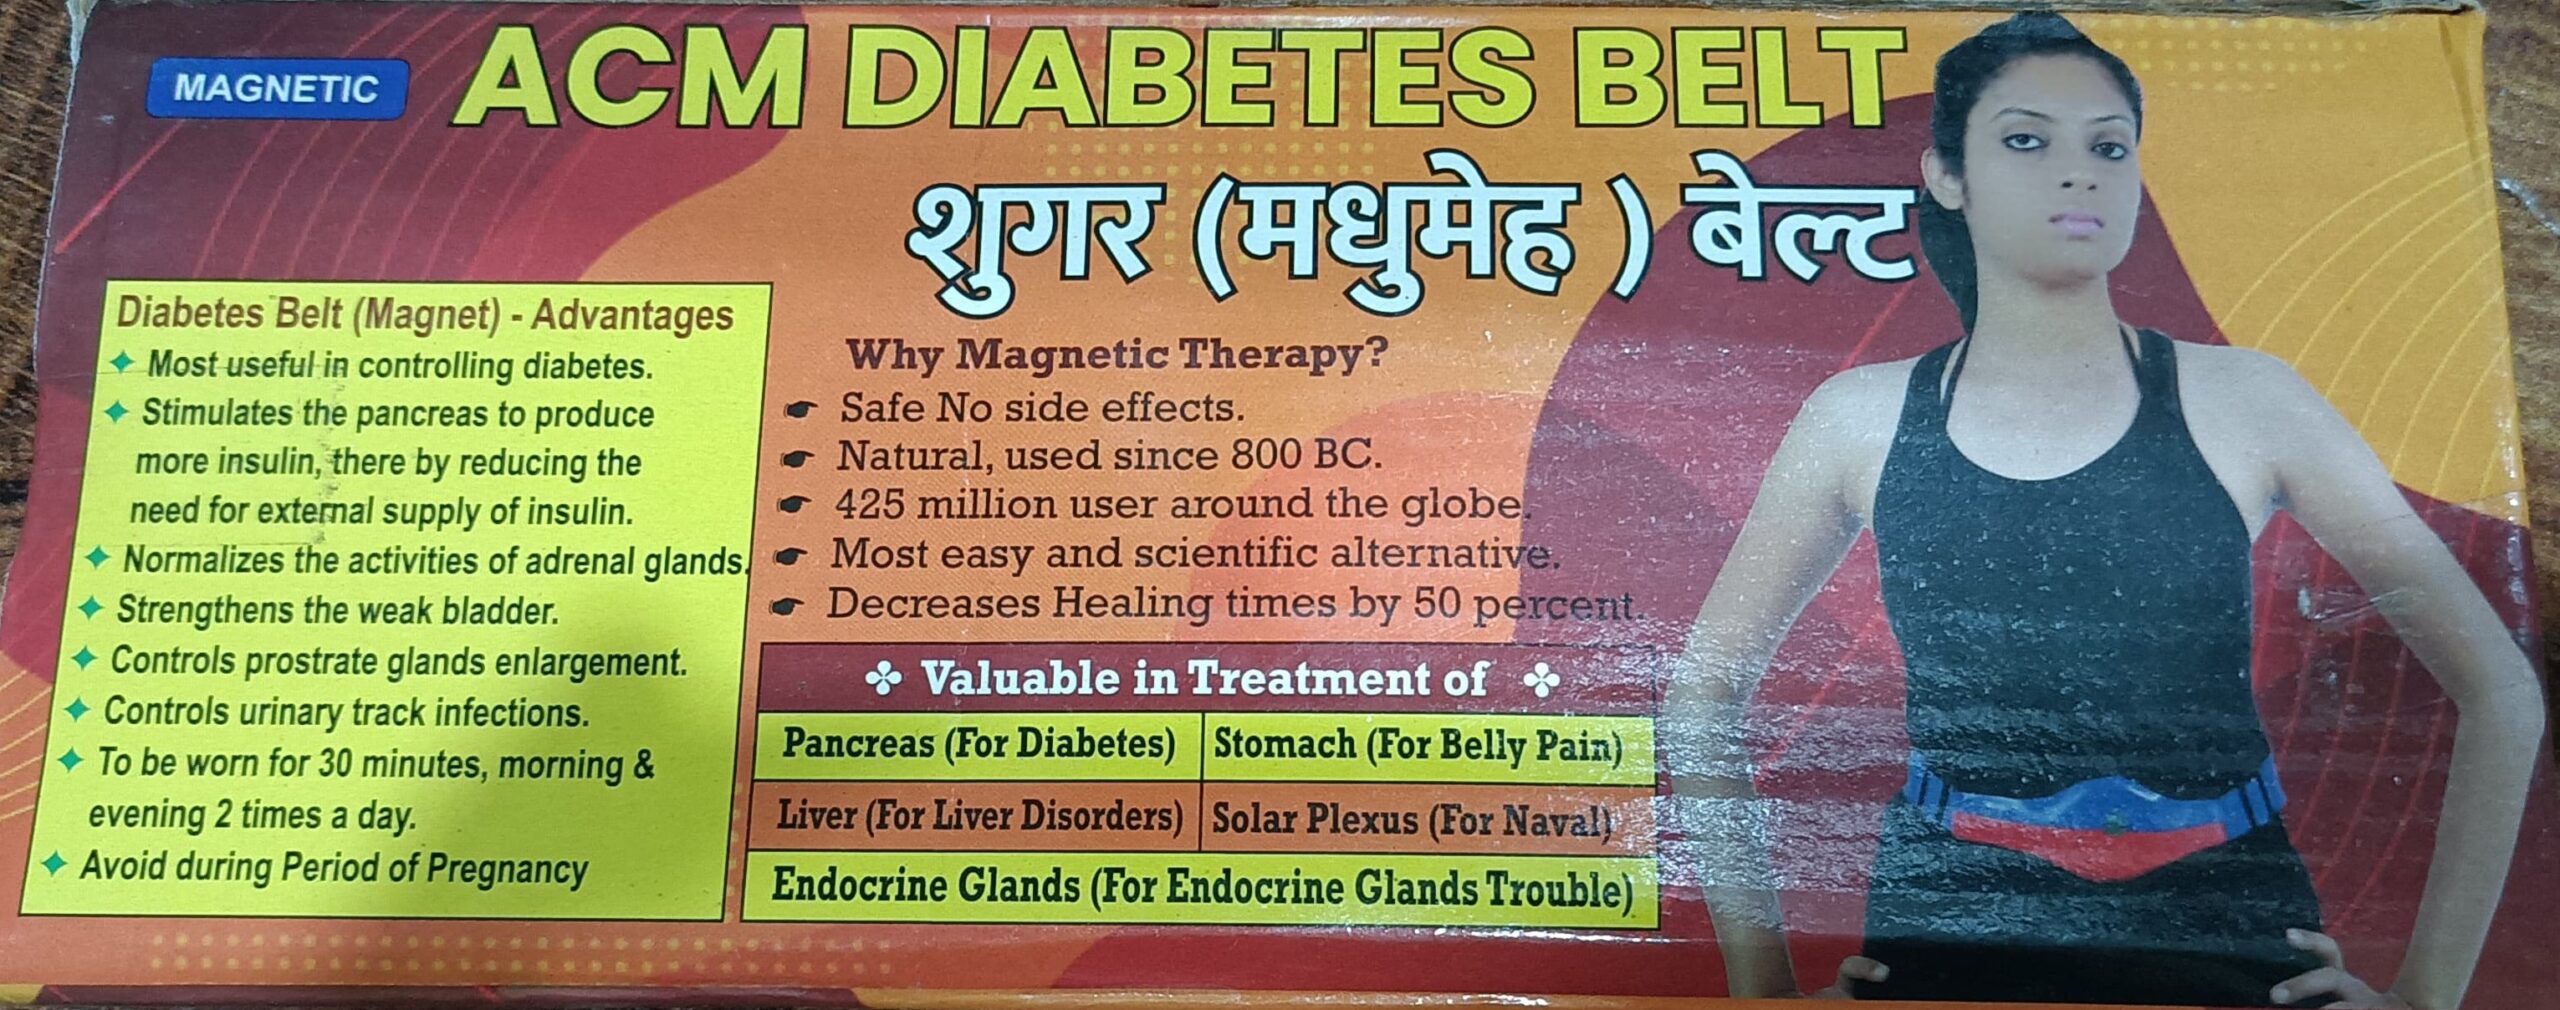 MAGNETIC
ACM DIABETES BELT
शुगर (मधुमेह ) बेल्ट
Diabetes Belt (Magnet) - Advantages
Most useful in controlling diabetes.
Stimulates the pancreas to produce
more insulin, there by reducing the
need for external supply of insulin.
Normalizes the activities of adrenal glands.
Strengthens the weak bladder.
Controls prostrate glands enlargement.
Controls urinary track infections.
To be worn for 30 minutes, morning &
evening 2 times a day.
Avoid during Period of Pregnancy
Why Magnetic Therapy?
Safe No side effects.
Natural, used since 800 BC.
425 million user around the globe.
Most easy and scientific alternative.
Decreases Healing times by 50 percent.
Valuable in Treatment of
Pancreas (For Diabetes)
Stomach (For Belly Pain)
Liver (For Liver Disorders)
Solar Plexus (For Naval)
Endocrine Glands (For Endocrine Glands Trouble)